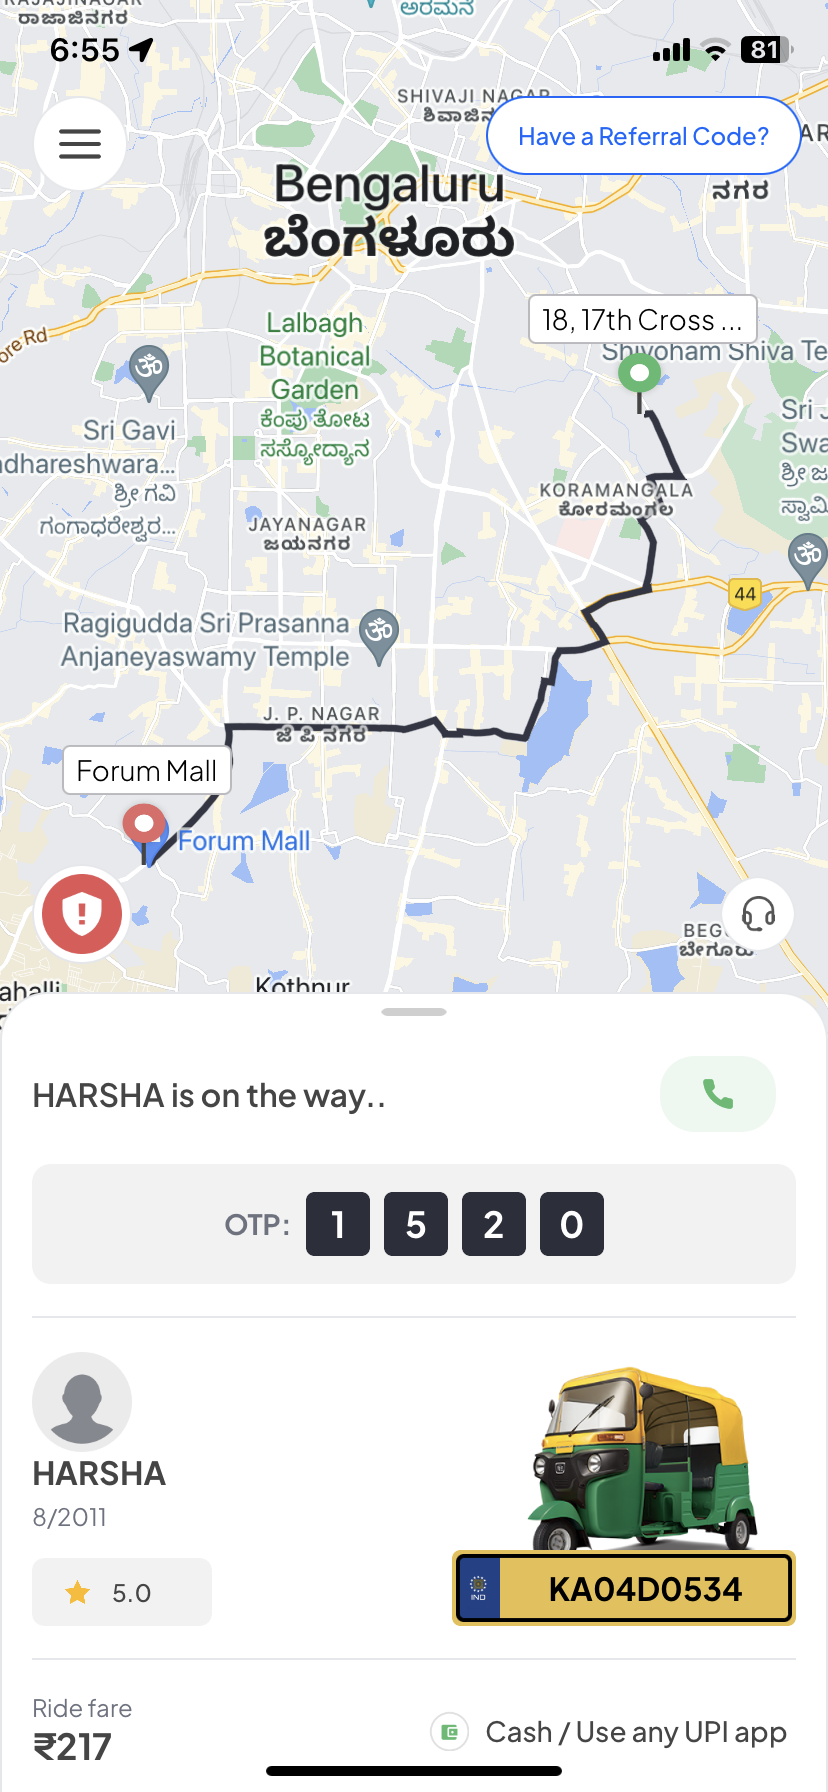 ರಾಜಾಜಿನಗರ
ಅರಮನೆ
6:55
81
SHIVAJI NAGAR
ಶಿವಾಜಿನ
Have a Referral Code?
AR
ನಗರ
Bengaluru
ಬೆಂಗಳೂರು
18, 17th Cross ...
ore Rd
Lalbagh
Botanical
Garden
ಕೆಂಪು ತೋಟ
ಸಸ್ಯೋದ್ಯಾನ
Shivoham Shiva Te
Sri Gavi
dhareshwara...
ಶ್ರೀ ಗವಿ
ಗಂಗಾಧರೇಶ್ವರ...
Sri J
Swa
ಶ್ರೀ ಜ
ಸ್ವಾಮಿ
KORAMANGALA
ಕೋರಮಂಗಲ
JAYANAGAR
ಜಯನಗರ
44
Ragigudda Sri Prasanna
Anjaneyaswamy Temple
J. P. NAGAR
ಜೆ ಪಿ ನಗರ
Forum Mall
Forum Mall
BEG
ಬೇಗೂರು
ahalli
Kothnur
HARSHA is on the way..
OTP: 1 5 2 0
HARSHA
8/2011
5.0
IND
KA04D0534
Ride fare
₹217
Cash / Use any UPI app